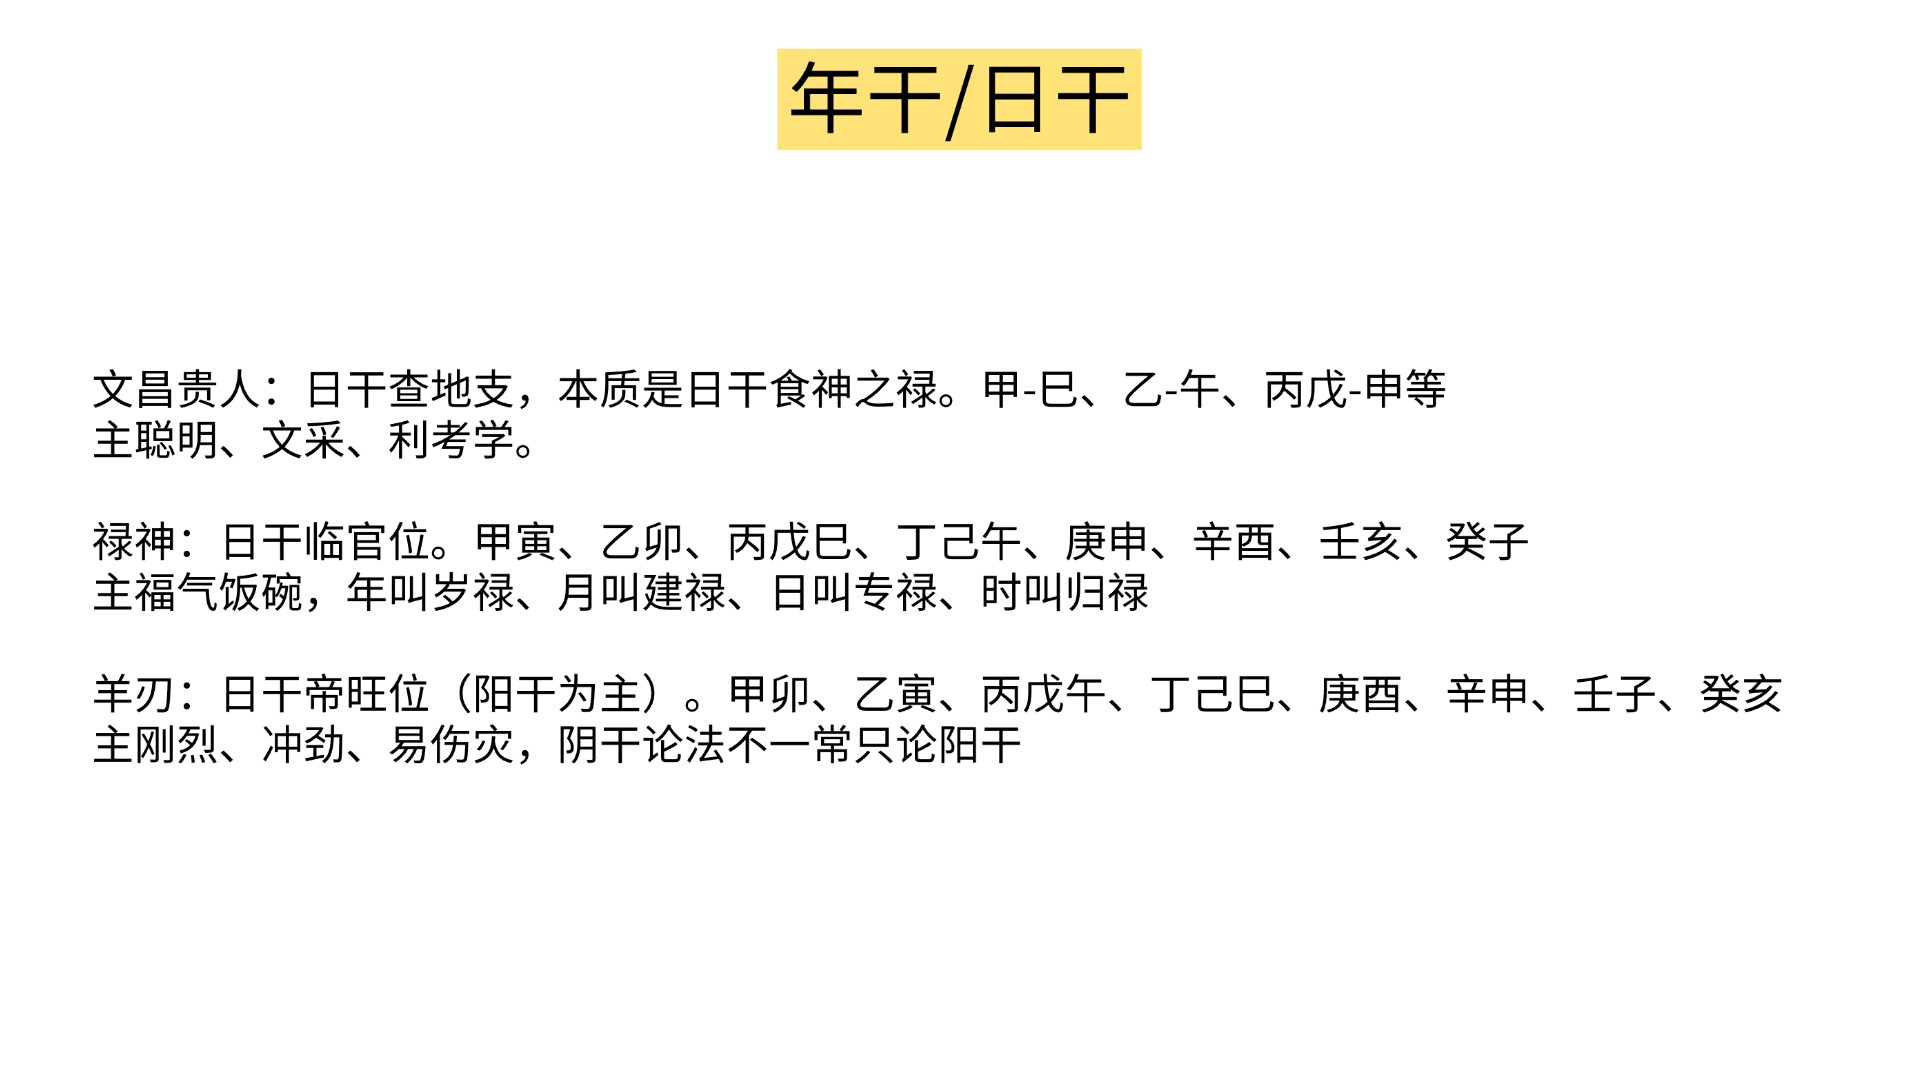 年干/日干
文昌贵人：日干查地支，本质是日干食神之禄。甲-巳、乙-午、丙戊-申等
主聪明、文采、利考学。
禄神：日干临官位。甲寅、乙卯、丙戊巳、丁己午、庚申、辛酉、壬亥、癸子
主福气饭碗，年叫岁禄、月叫建禄、日叫专禄、时叫归禄
羊刃：日干帝旺位（阳干为主）。甲卯、乙寅、丙戊午、丁己巳、庚酉、辛申、壬子、癸亥
主刚烈、冲劲、易伤灾，阴干论法不一常只论阳干